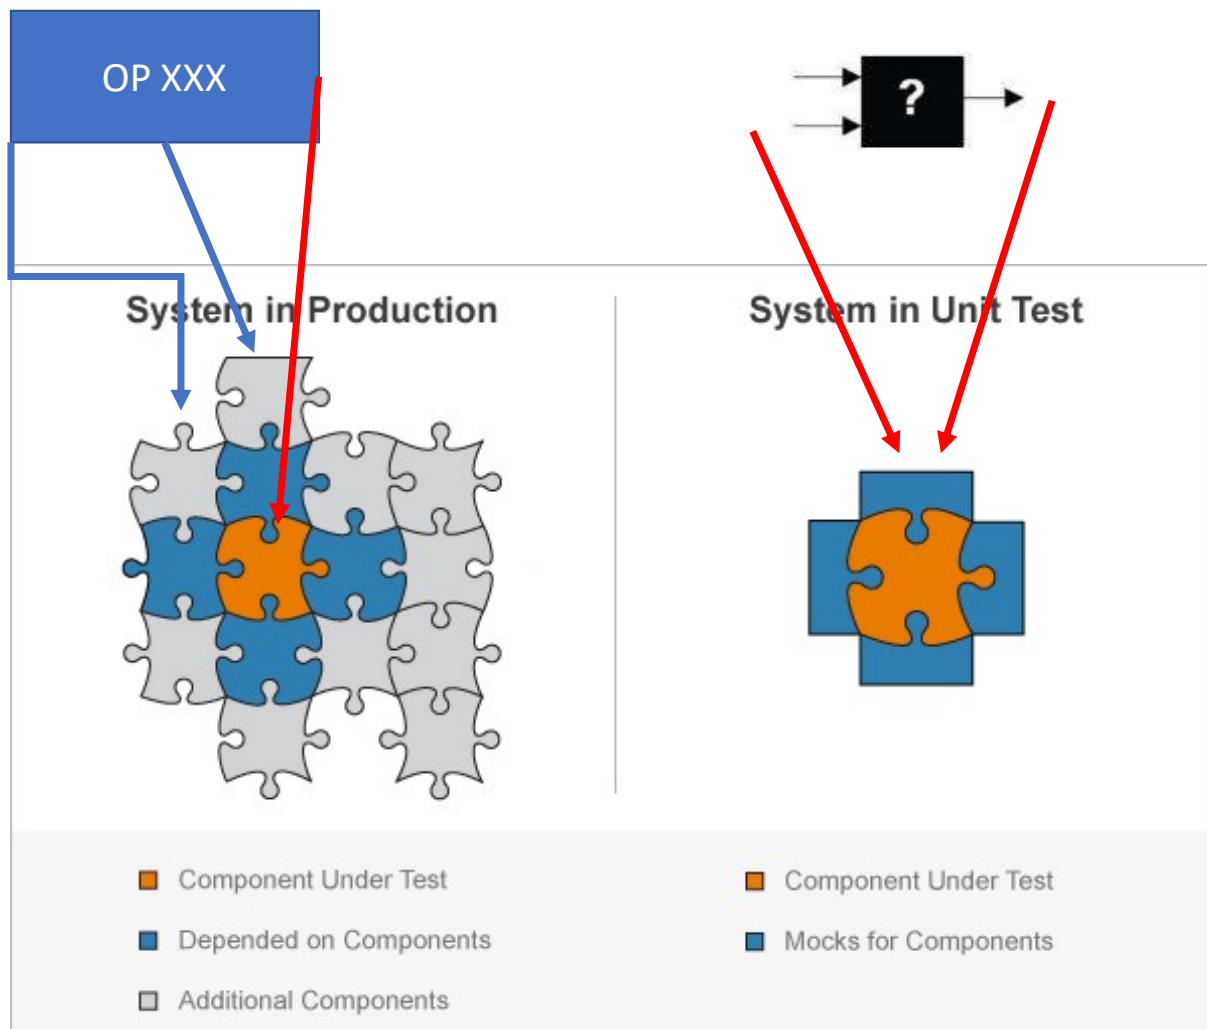 OP XXX
?
System in Production
System in Unit Test
Component Under Test
Depended on Components
Additional Components
Component Under Test
Mocks for Components